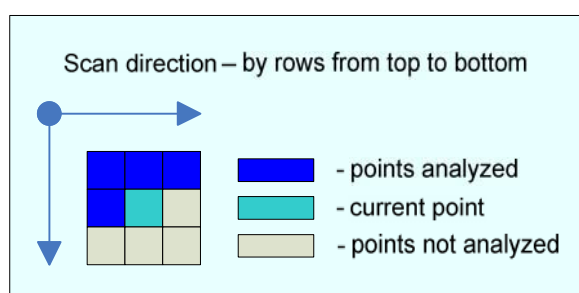 Scan direction – by rows from top to bottom
- points analyzed
- current point
- points not analyzed